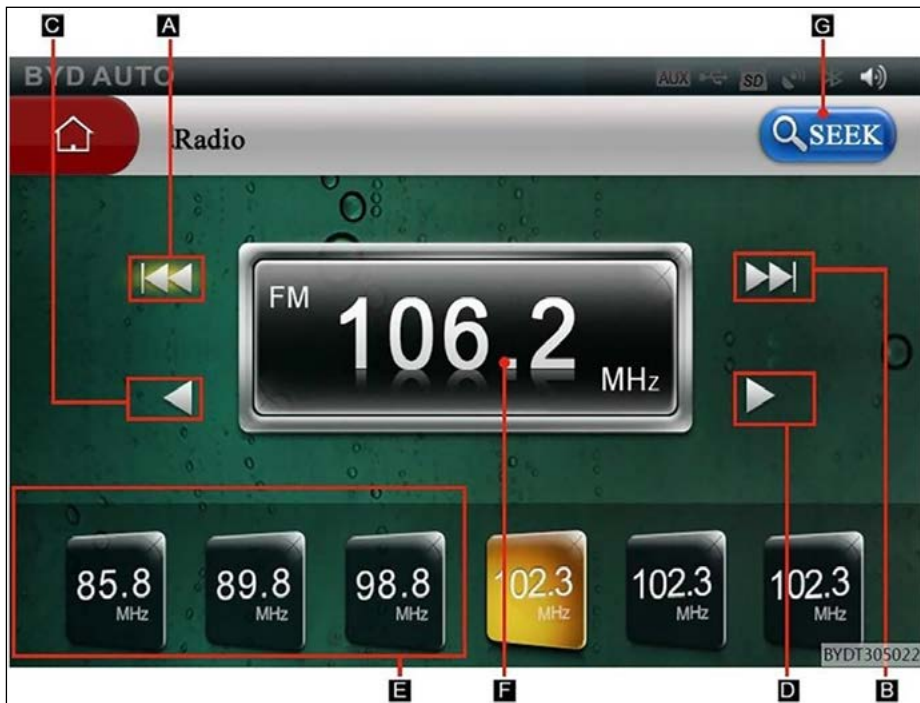 C A G
BYD AUTO AUX SD
Radio SEEK
FM
106.2
MHz
85.8 89.8 98.8 102.3 102.3 102.3
MHz MHz MHz MHz MHz MHz
BYDT305022
E F D B